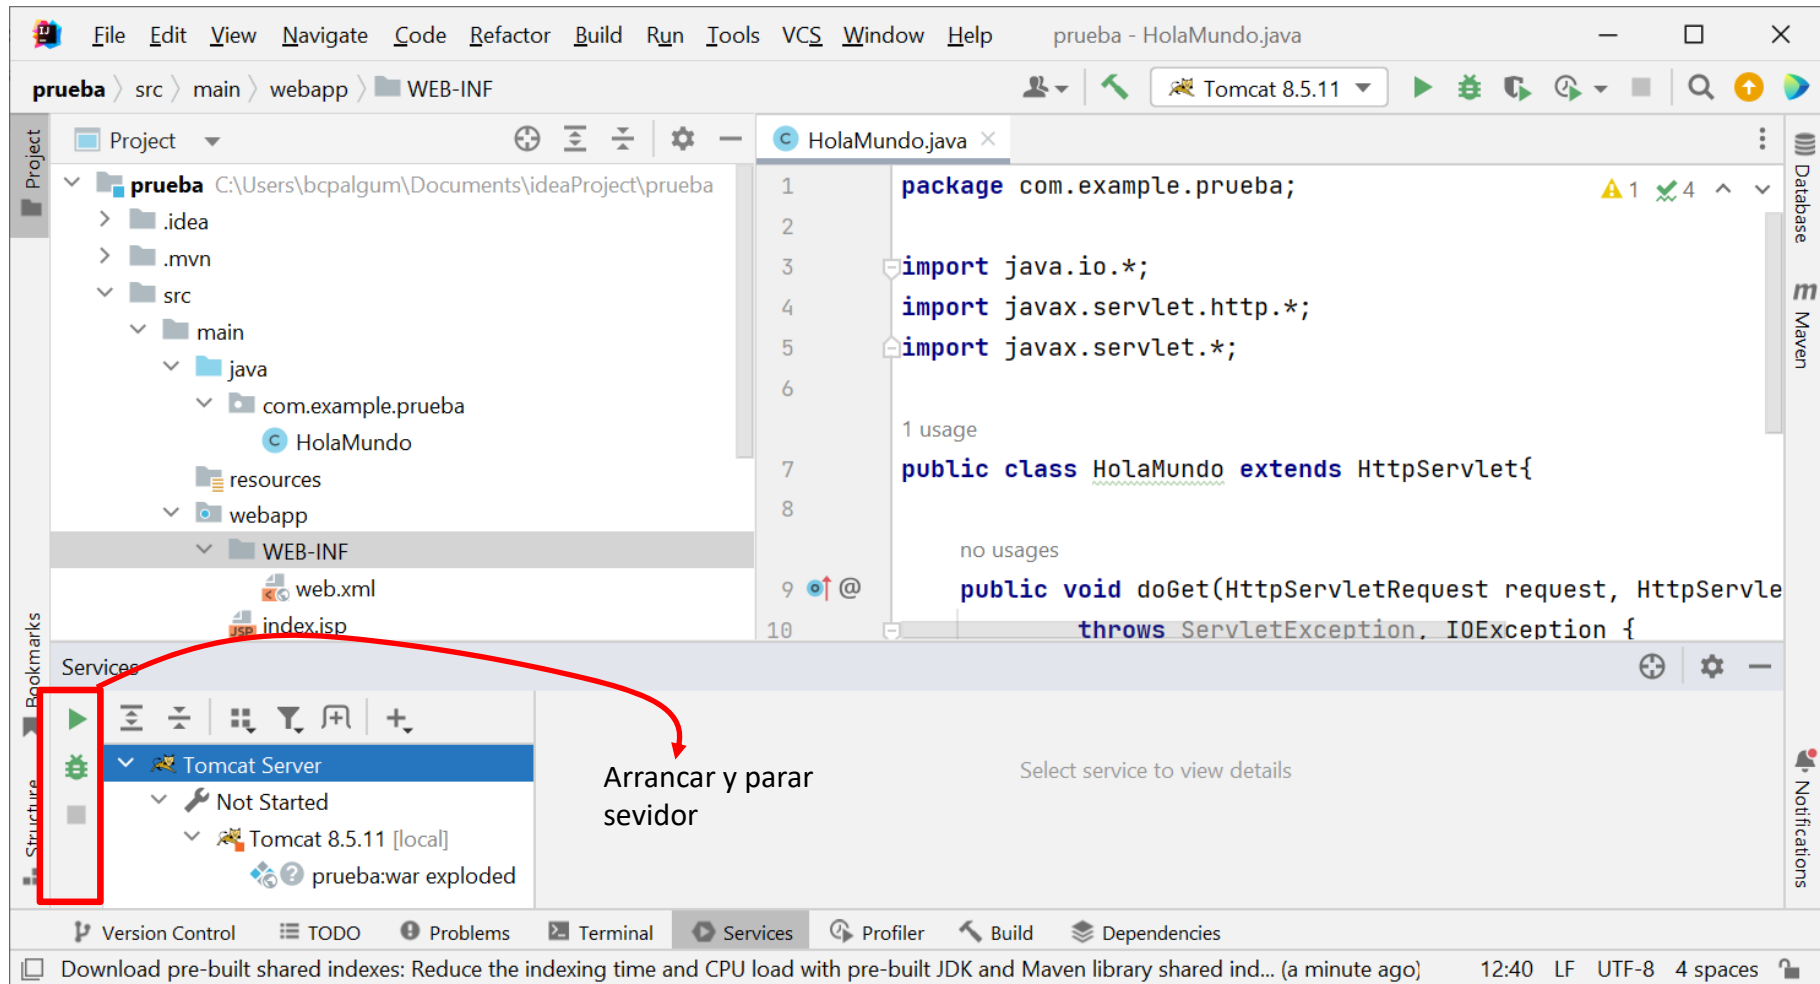 File Edit View Navigate Code Refactor Build Run Tools VCS Window Help prueba - HolaMundo.java
prueba src main webapp WEB-INF Tomcat 8.5.11
Project
HolaMundo.java
Project
prueba C:\Users\bcpalgum\Documents\ideaProject\prueba
.idea
.mvn
src
main
java
com.example.prueba
HolaMundo
resources
webapp
WEB-INF
web.xml
index.jsp
1 package com.example.prueba;
2
3 import java.io.*;
4 import javax.servlet.http.*;
5 import javax.servlet.*;
6
1 usage
7 public class HolaMundo extends HttpServlet{
8
no usages
9 @ public void doGet(HttpServletRequest request, HttpServle
10 throws ServletException, IOException {
1 4
Database
Maven
Notifications
Bookmarks
Structure
Services
Tomcat Server
Not Started
Tomcat 8.5.11 [local]
prueba:war exploded
Arrancar y parar
sevidor
Select service to view details
Version Control TODO Problems Terminal Services Profiler Build Dependencies
Download pre-built shared indexes: Reduce the indexing time and CPU load with pre-built JDK and Maven library shared ind... (a minute ago) 12:40 LF UTF-8 4 spaces